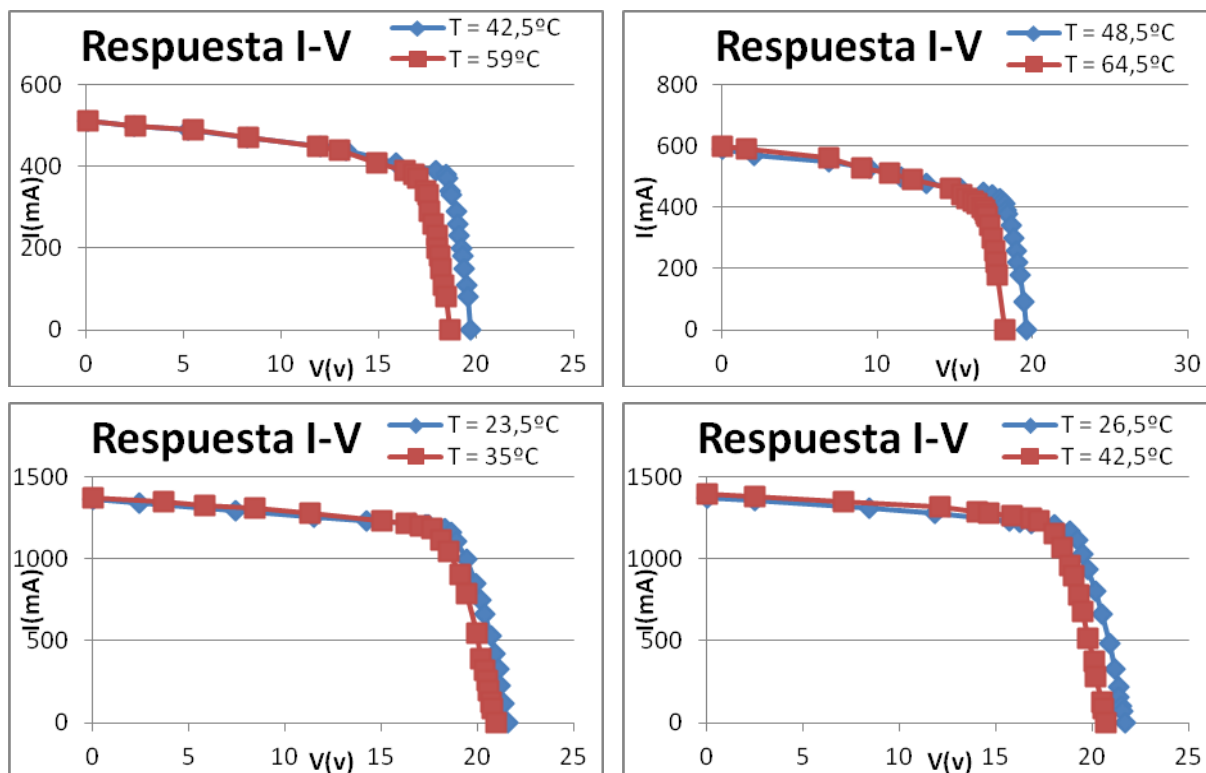 Respuesta I-V
T = 42,5ºC
T = 59ºC
600
400
200
0
I(mA)
0 5 10 15 20 25
V(v)
Respuesta I-V
T = 48,5ºC
T = 64,5ºC
800
600
400
200
0
I(mA)
0 10 20 30
V(v)
Respuesta I-V
T = 23,5ºC
T = 35ºC
1500
1000
500
0
I(mA)
0 5 10 15 20 25
V(v)
Respuesta I-V
T = 26,5ºC
T = 42,5ºC
1500
1000
500
0
I(mA)
0 5 10 15 20 25
V(v)